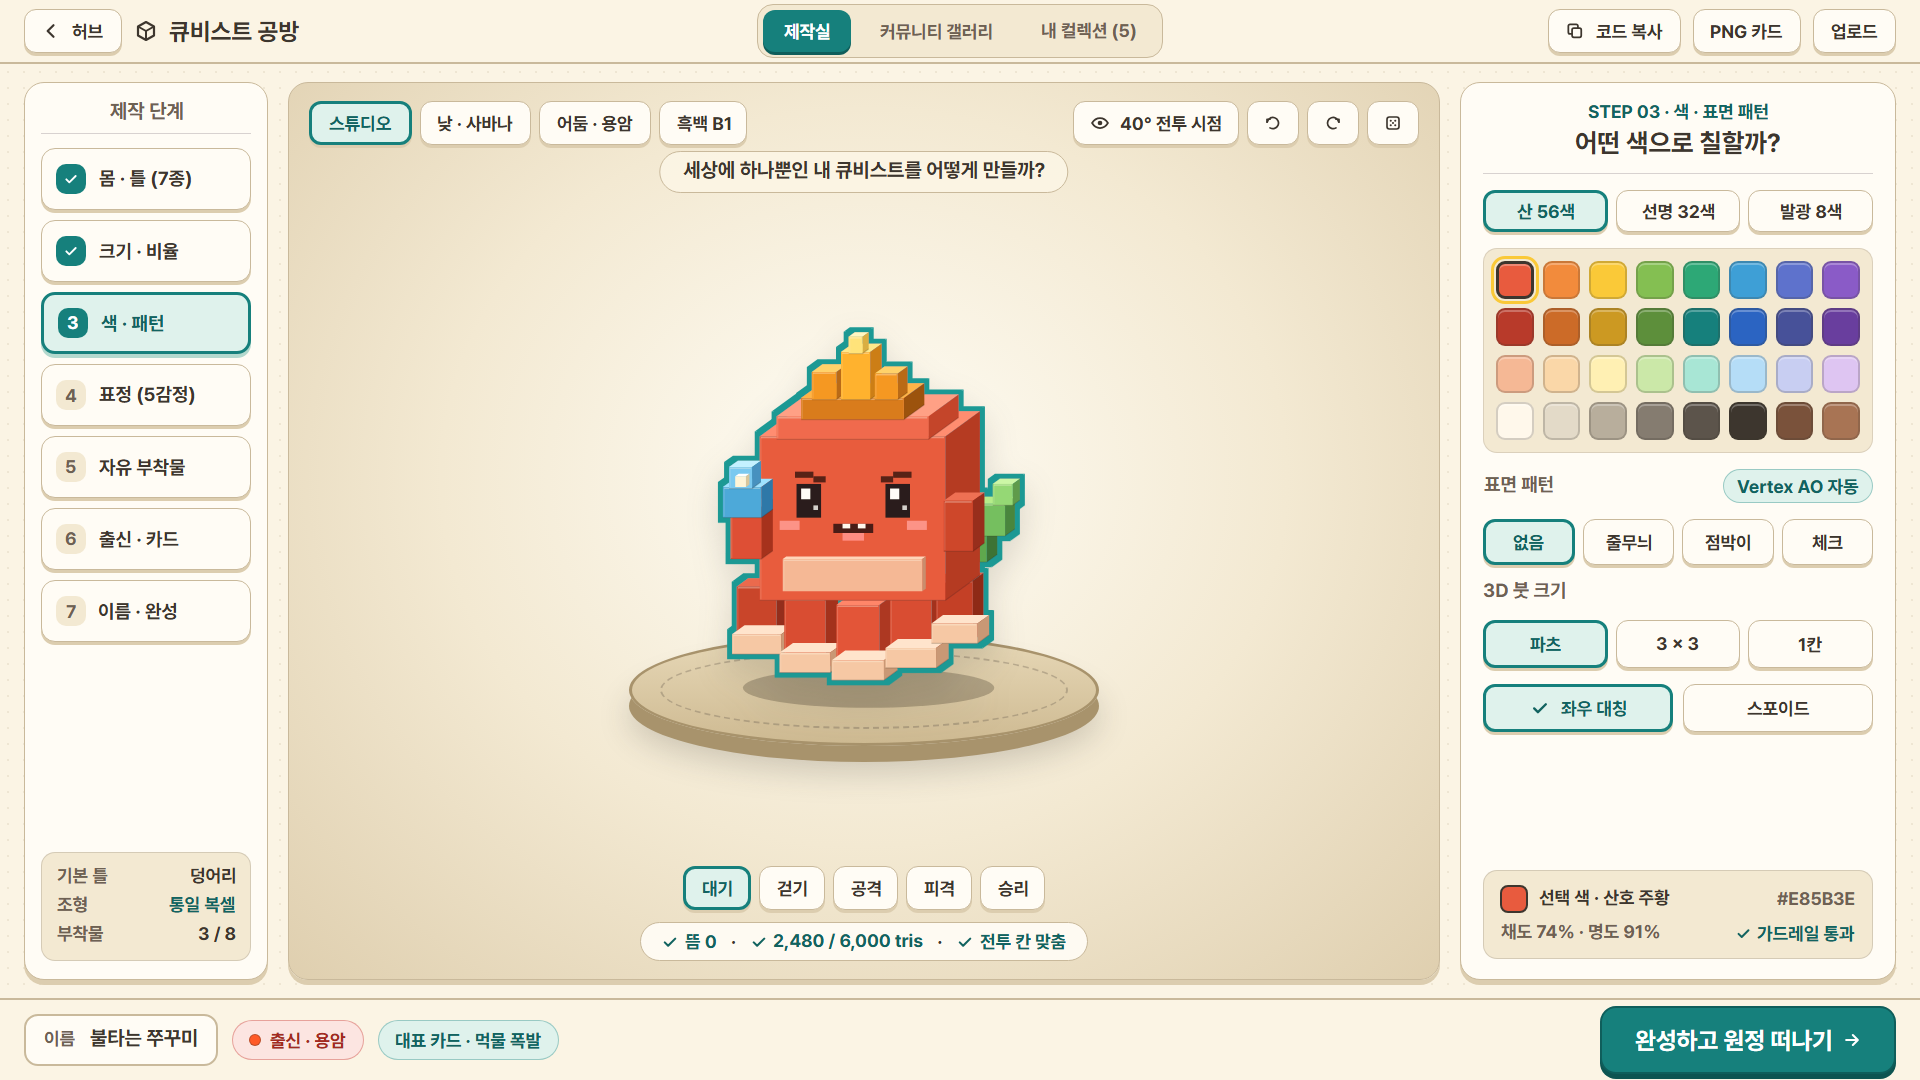 허브
큐비스트 공방
제작실
커뮤니티 갤러리
내 컬렉션 (5)
코드 복사
PNG 카드
업로드
제작 단계
몸 · 틀 (7종)
크기 · 비율
3 색 · 패턴
4 표정 (5감정)
5 자유 부착물
6 출신 · 카드
7 이름 · 완성
기본 틀 덩어리
조형 통일 복셀
부착물 3 / 8
스튜디오
낮 · 사바나
어둠 · 용암
흑백 B1
40° 전투 시점
세상에 하나뿐인 내 큐비스트를 어떻게 만들까?
대기
걷기
공격
피격
승리
뜸 0 · 2,480 / 6,000 tris · 전투 칸 맞춤
STEP 03 · 색 · 표면 패턴
어떤 색으로 칠할까?
산 56색
선명 32색
발광 8색
표면 패턴
Vertex AO 자동
없음
줄무늬
점박이
체크
3D 붓 크기
파츠
3 × 3
1칸
좌우 대칭
스포이드
선택 색 · 산호 주황 #E85B3E
채도 74% · 명도 91% 가드레일 통과
이름 불타는 쭈꾸미
출신 · 용암
대표 카드 · 먹물 폭발
완성하고 원정 떠나기